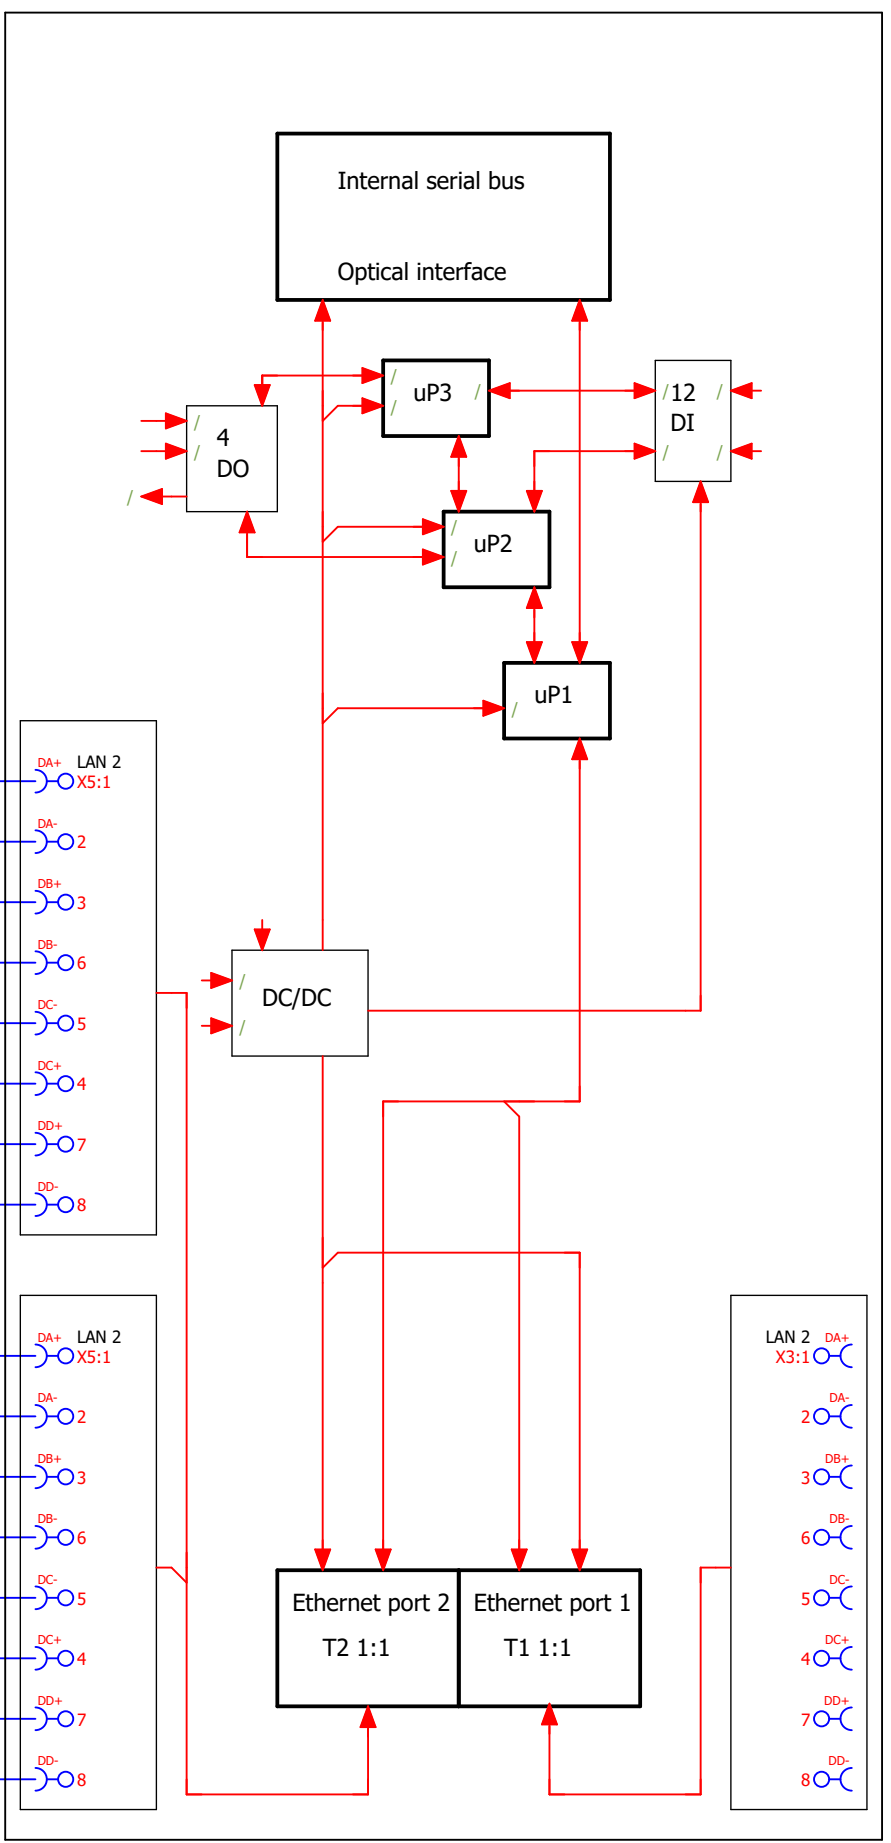 Internal serial bus
Optical interface
/
uP3
/
/
/
12
/
DI
/
/
4
DO
/
/
/
/
uP2
/
uP1
/
DA+ LAN 2
X5:1
DA-
2
DB+
3
DB-
6
DC-
5
DC+
4
DD+
7
DD-
8
/
DC/DC
/
DA+ LAN 2
X5:1
DA-
2
DB+
3
DB-
6
DC-
5
DC+
4
DD+
7
DD-
8
Ethernet port 2
T2 1:1
Ethernet port 1
T1 1:1
LAN 2 DA+
X3:1
DA-
2
DB+
3
DB-
6
DC-
5
DC+
4
DD+
7
DD-
8